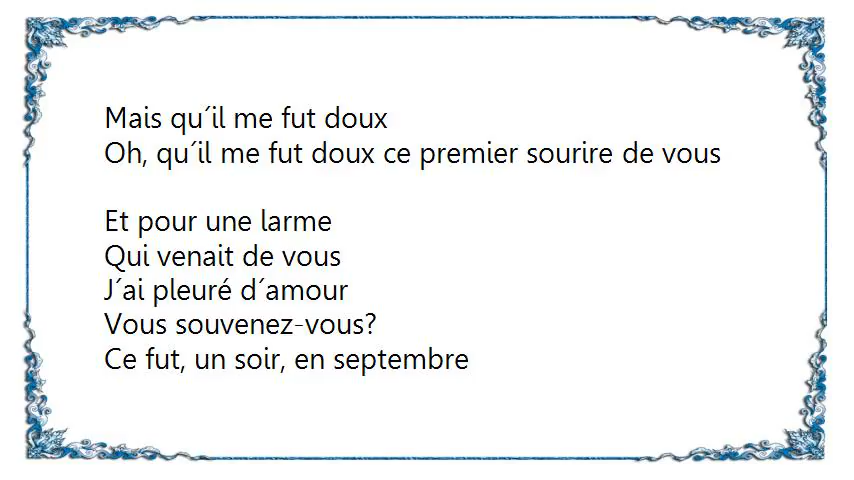 Mais qu´il me fut doux
Oh, qu´il me fut doux ce premier sourire de vous
Et pour une larme
Qui venait de vous
J´ai pleuré d´amour
Vous souvenez-vous?
Ce fut, un soir, en septembre